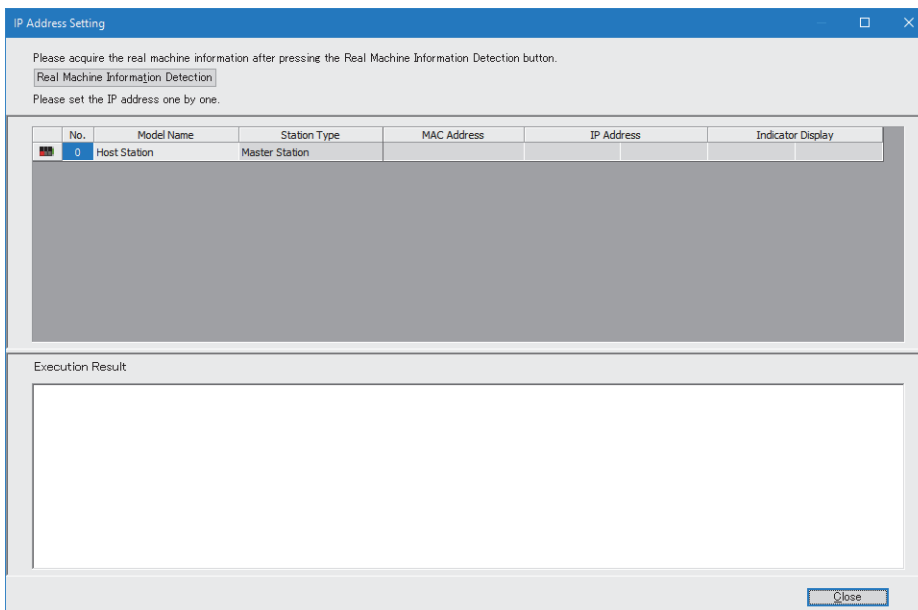 IP Address Setting
Please acquire the real machine information after pressing the Real Machine Information Detection button.
Real Machine Information Detection
Please set the IP address one by one.
No. Model Name Station Type MAC Address IP Address Indicator Display
0 Host Station Master Station
Execution Result
Close